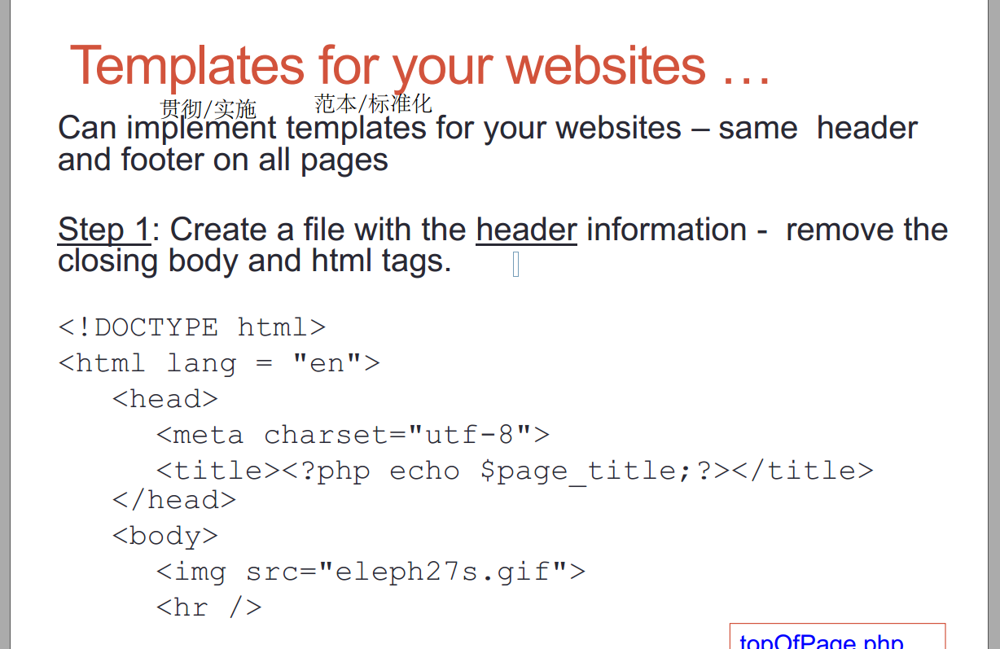 Templates for your websites …
贯彻/实施 范本/标准化
Can implement templates for your websites – same header
and footer on all pages
Step 1: Create a file with the header information - remove the
closing body and html tags.
<!DOCTYPE html>
<html lang = "en">
<head>
<meta charset="utf-8">
<title><?php echo $page_title;?></title>
</head>
<body>
<img src="eleph27s.gif">
<hr />
topOfPage.php